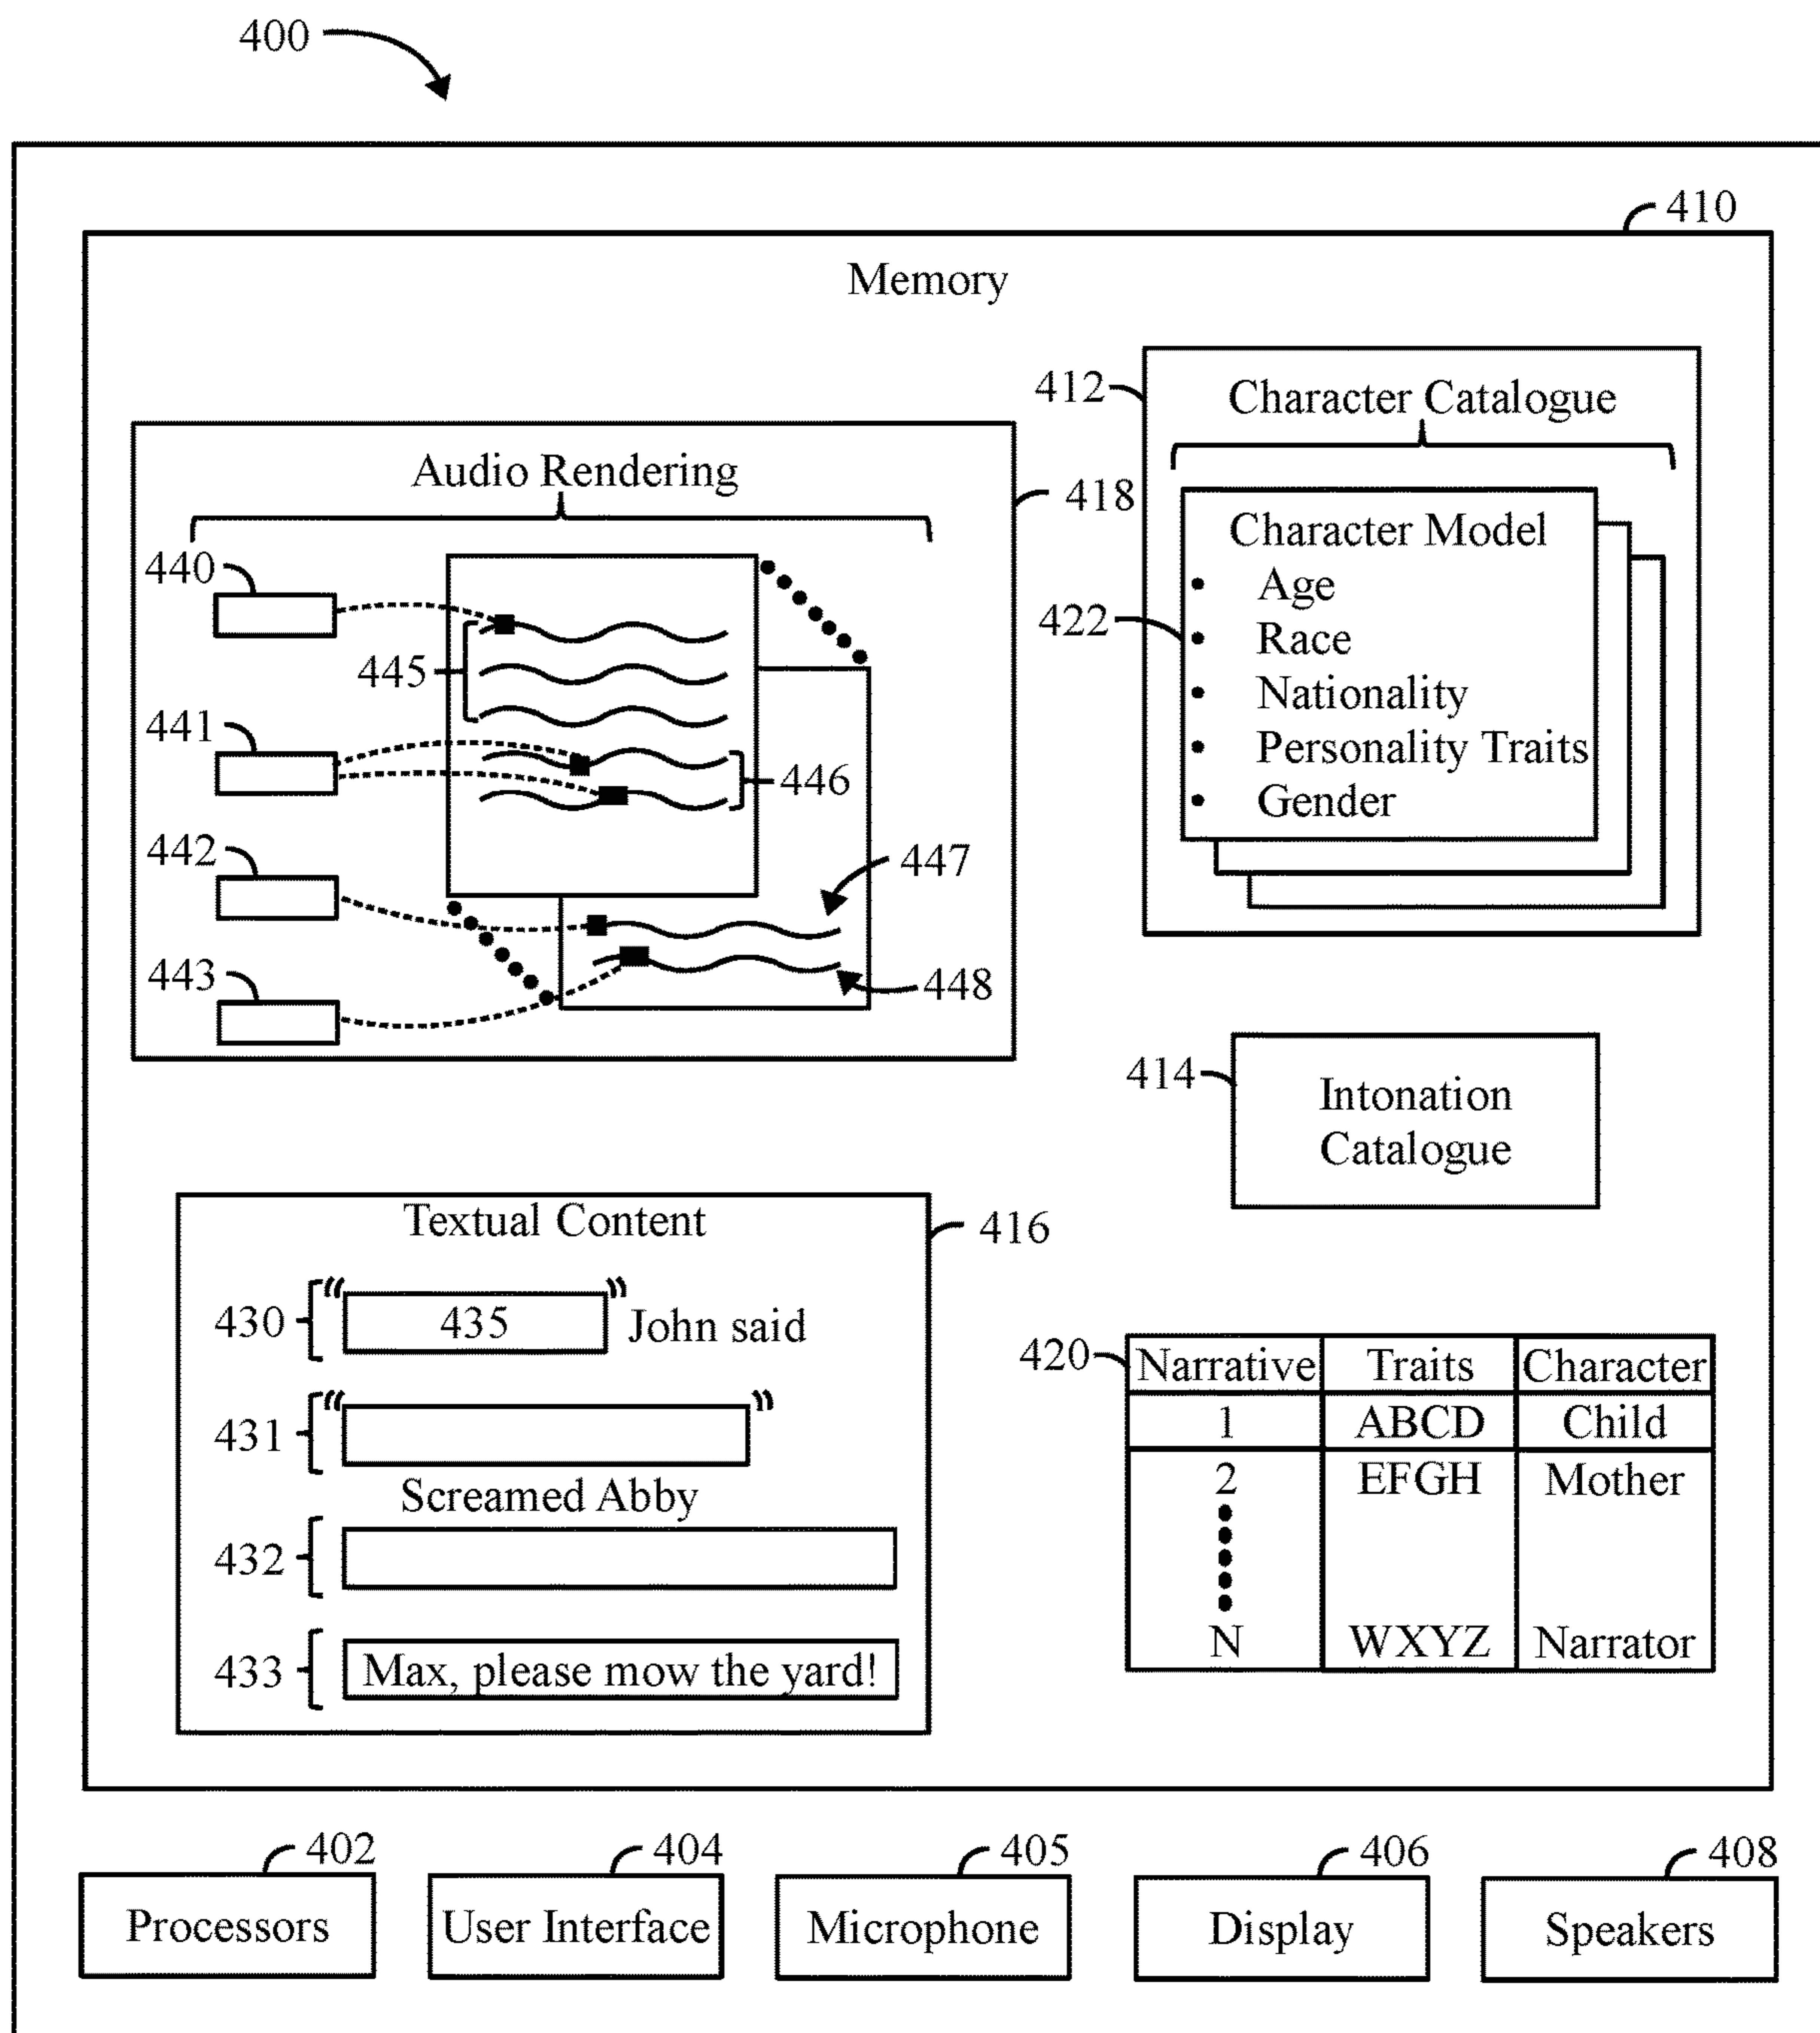 400
410
Memory
412
Character Catalogue
Audio Rendering
418
Character Model
• Age
422
• Race
• Nationality
• Personality Traits
• Gender
440
445
441
446
442
447
443
448
414
Intonation
Catalogue
Textual Content
416
430
“ 435 ” John said
431
“ ”
Screamed Abby
432
433
Max, please mow the yard!
420
Narrative Traits Character
1 ABCD Child
2 EFGH Mother
N WXYZ Narrator
402 404 405 406 408
Processors User Interface Microphone Display Speakers